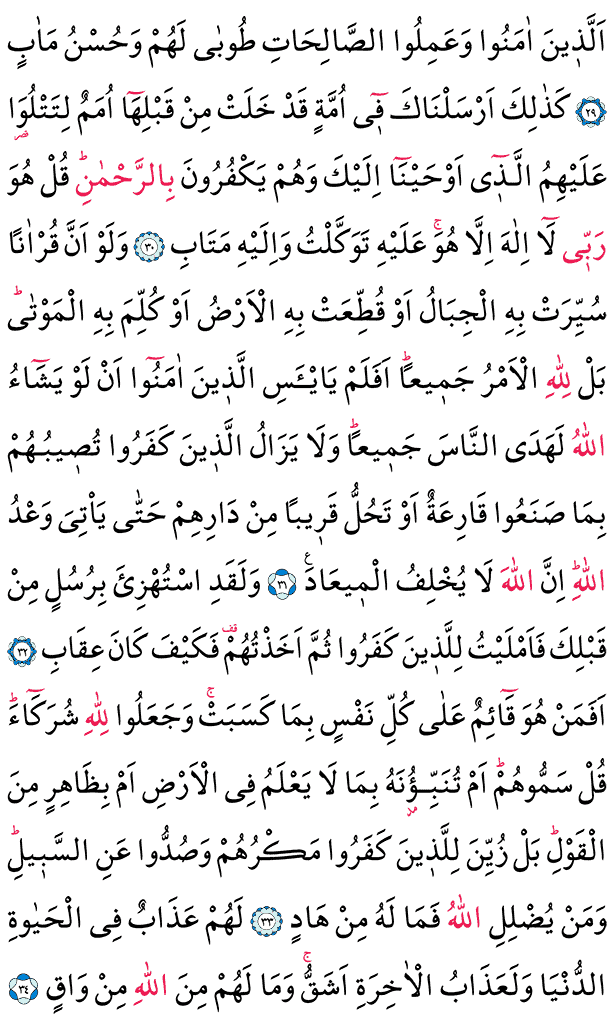 اَلَّذ۪ينَ اٰمَنُوا وَعَمِلُوا الصَّالِحَاتِ طُوبٰى لَهُمْ وَحُسْنُ مَاٰبٍ
﴿٢٩﴾ كَذٰلِكَ اَرْسَلْنَاكَ ف۪ٓي اُمَّةٍ قَدْ خَلَتْ مِنْ قَبْلِهَٓا اُمَمٌ لِتَتْلُوَ۬ا
عَلَيْهِمُ الَّذ۪ٓي اَوْحَيْنَٓا اِلَيْكَ وَهُمْ يَكْفُرُونَ بِالرَّحْمٰنِۜ قُلْ هُوَ
رَبّ۪ي لَٓا اِلٰهَ اِلَّا هُوَۚ عَلَيْهِ تَوَكَّلْتُ وَاِلَيْهِ مَتَابِ ﴿٣٠﴾ وَلَوْ اَنَّ قُرْاٰنًا
سُيِّرَتْ بِهِ الْجِبَالُ اَوْ قُطِّعَتْ بِهِ الْاَرْضُ اَوْ كُلِّمَ بِهِ الْمَوْتٰىۜ
بَلْ لِلّٰهِ الْاَمْرُ جَم۪يعًاۜ اَفَلَمْ يَايْـَٔسِ الَّذ۪ينَ اٰمَنُٓوا اَنْ لَوْ يَشَٓاءُ
اللّٰهُ لَهَدَى النَّاسَ جَم۪يعًاۜ وَلَا يَزَالُ الَّذ۪ينَ كَفَرُوا تُص۪يبُهُمْ
بِمَا صَنَعُوا قَارِعَةٌ اَوْ تَحُلُّ قَر۪يبًا مِنْ دَارِهِمْ حَتّٰى يَاْتِيَ وَعْدُ
اللّٰهِۜ اِنَّ اللّٰهَ لَا يُخْلِفُ الْم۪يعَادَ۟ ﴿٣١﴾ وَلَقَدِ اسْتُهْزِئَ بِرُسُلٍ مِنْ
قَبْلِكَ فَاَمْلَيْتُ لِلَّذ۪ينَ كَفَرُوا ثُمَّ اَخَذْتُهُمْ۠ فَكَيْفَ كَانَ عِقَابِ ﴿٣٢﴾
اَفَمَنْ هُوَ قَٓائِمٌ عَلٰى كُلِّ نَفْسٍ بِمَا كَسَبَتْۚ وَجَعَلُوا لِلّٰهِ شُرَكَٓاءَۜ
قُلْ سَمُّوهُمْۜ اَمْ تُنَبِّـؤُ۫نَهُ بِمَا لَا يَعْلَمُ فِي الْاَرْضِ اَمْ بِظَاهِرٍ مِنَ
الْقَوْلِۜ بَلْ زُيِّنَ لِلَّذ۪ينَ كَفَرُوا مَكْرُهُمْ وَصُدُّوا عَنِ السَّب۪يلِۜ
وَمَنْ يُضْلِلِ اللّٰهُ فَمَا لَهُ مِنْ هَادٍ ﴿٣٣﴾ لَهُمْ عَذَابٌ فِي الْحَيٰوةِ
الدُّنْيَا وَلَعَذَابُ الْاٰخِرَةِ اَشَقُّۚ وَمَا لَهُمْ مِنَ اللّٰهِ مِنْ وَاقٍ ﴿٣٤﴾